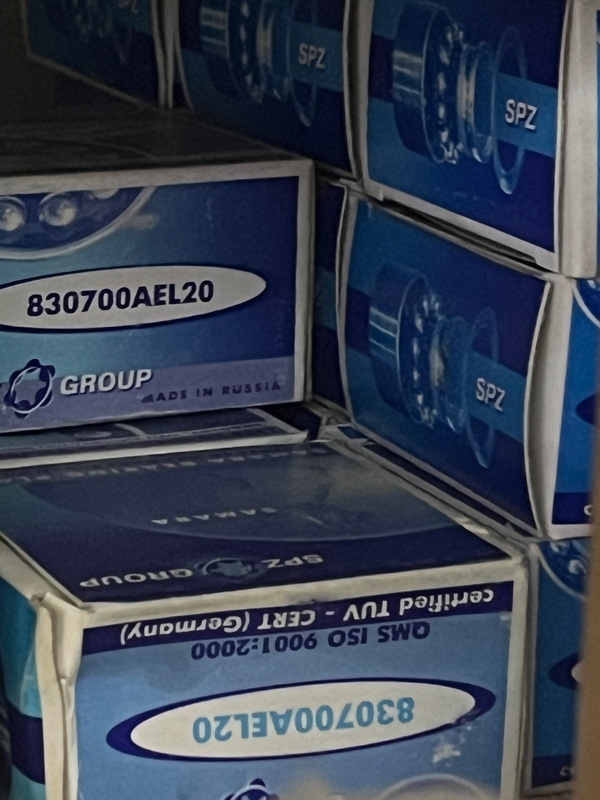 SPZ
SPZ
830700AEL20
GROUP
MADE IN RUSSIA
SPZ
SAMARA
SPZ GROUP
certified TUV - CERT (Germany)
QMS ISO 9001:2000
830700AEL20